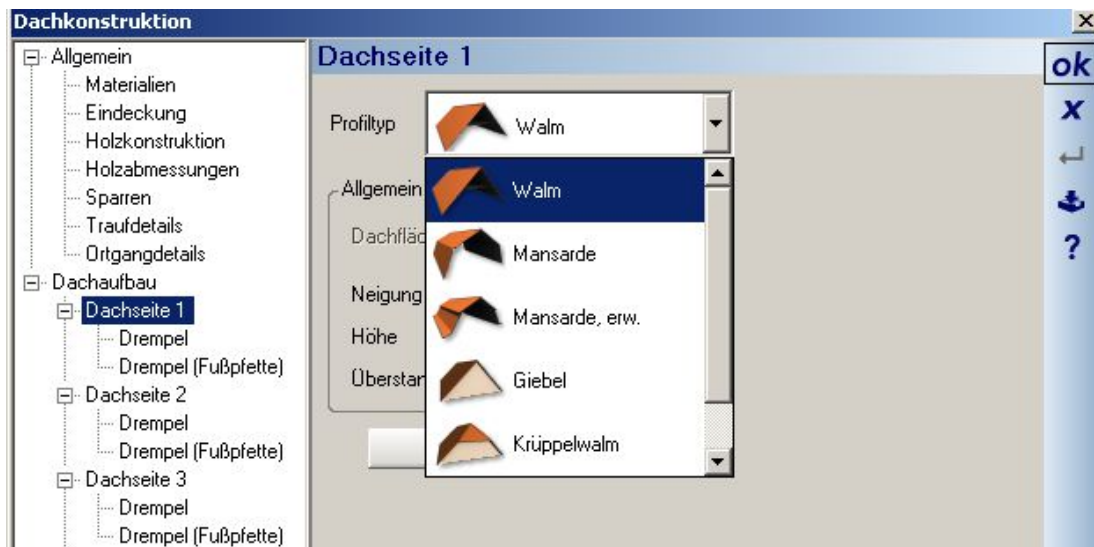 Dachkonstruktion
Allgemein
Materialien
Eindeckung
Holzkonstruktion
Holzabmessungen
Sparren
Traufdetails
Ortgangdetails
Dachaufbau
Dachseite 1
Drempel
Drempel (Fußpfette)
Dachseite 2
Drempel
Drempel (Fußpfette)
Dachseite 3
Drempel
Drempel (Fußpfette)
Dachseite 1
Profiltyp
Walm
Walm
Mansarde
Mansarde, erw.
Giebel
Krüppelwalm
Allgemein
Dachfläc
Neigung
Höhe
Überstan
ok
x
?